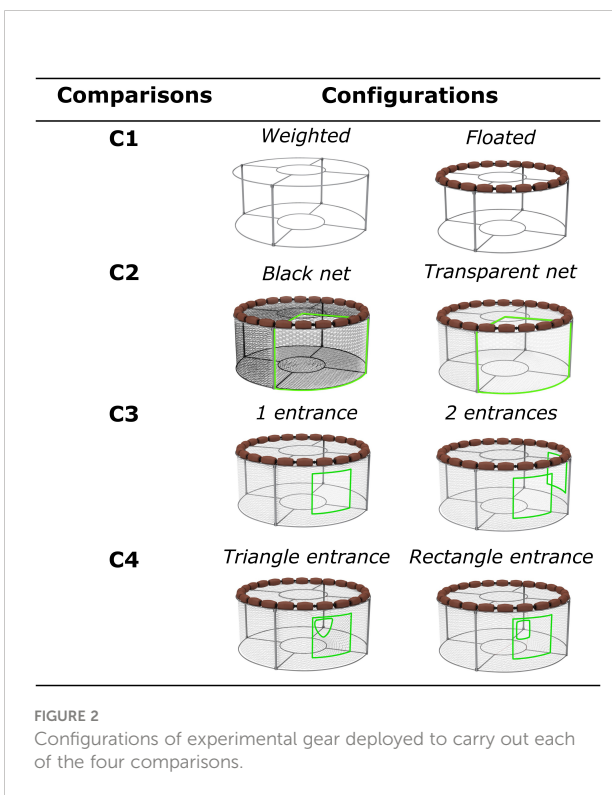 Comparisons Configurations
C1 Weighted Floated
C2 Black net Transparent net
C3 1 entrance 2 entrances
C4 Triangle entrance Rectangle entrance
FIGURE 2
Configurations of experimental gear deployed to carry out each
of the four comparisons.